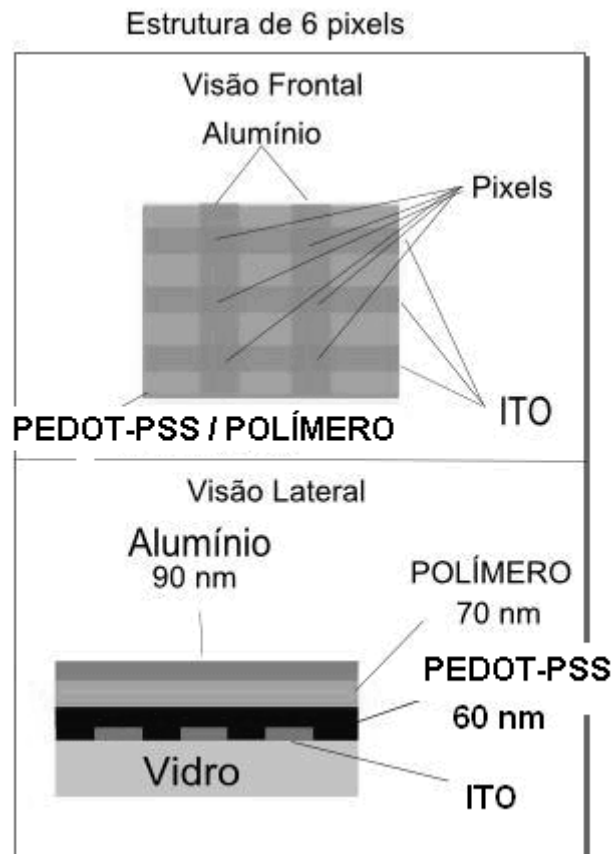 Estrutura de 6 pixels
Visão Frontal
Alumínio
Pixels
ITO
PEDOT-PSS / POLÍMERO
Visão Lateral
Alumínio
90 nm
POLÍMERO
70 nm
PEDOT-PSS
60 nm
Vidro
ITO